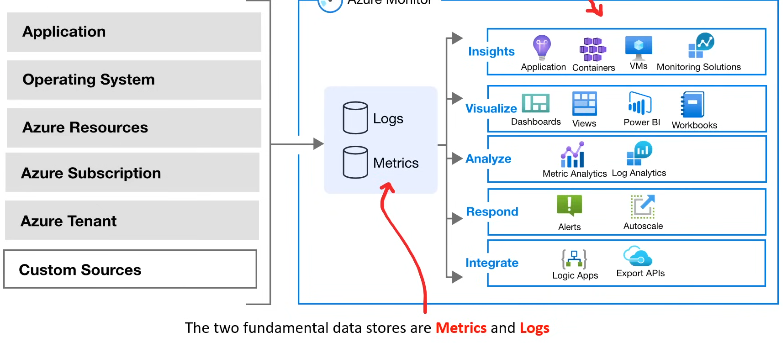 Azure Monitor
Application
Operating System
Azure Resources
Azure Subscription
Azure Tenant
Custom Sources
Logs
Metrics
Insights
Application
Containers
VMs
Monitoring Solutions
Visualize
Dashboards
Views
Power BI
Workbooks
Analyze
Metric Analytics
Log Analytics
Respond
Alerts
Autoscale
Integrate
Logic Apps
Export APIs
The two fundamental data stores are Metrics and Logs